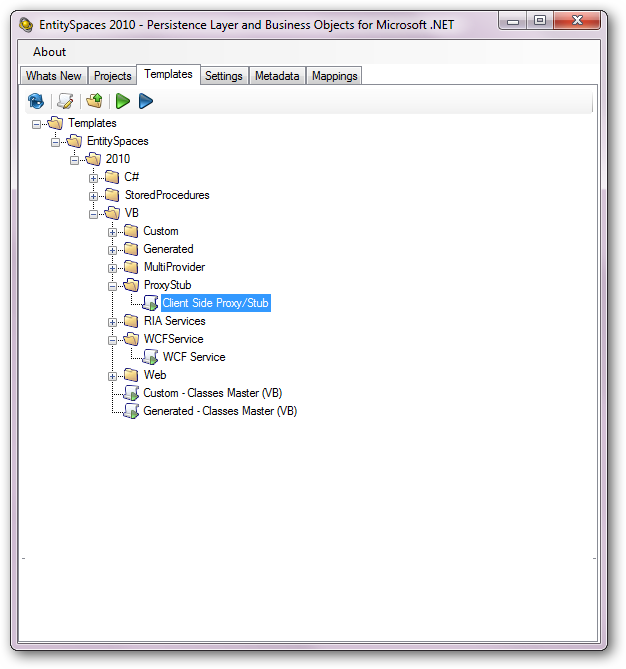 EntitySpaces 2010 - Persistence Layer and Business Objects for Microsoft .NET
About
Whats New Projects Templates Settings Metadata Mappings
Templates
EntitySpaces
2010
C#
StoredProcedures
VB
Custom
Generated
MultiProvider
ProxyStub
Client Side Proxy/Stub
RIA Services
WCFService
WCF Service
Web
Custom - Classes Master (VB)
Generated - Classes Master (VB)